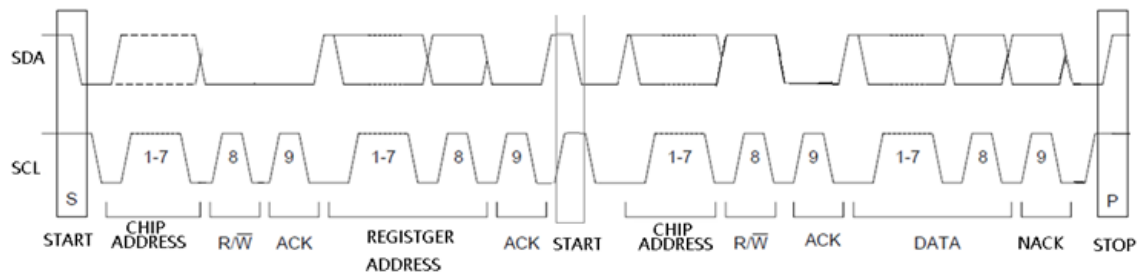 SDA
SCL
1-7 8 9 1-7 8 9 1-7 8 9 1-7 8 9
S P
START CHIP ADDRESS R/W̅ ACK REGISTGER ADDRESS ACK START CHIP ADDRESS R/W̅ ACK DATA NACK STOP